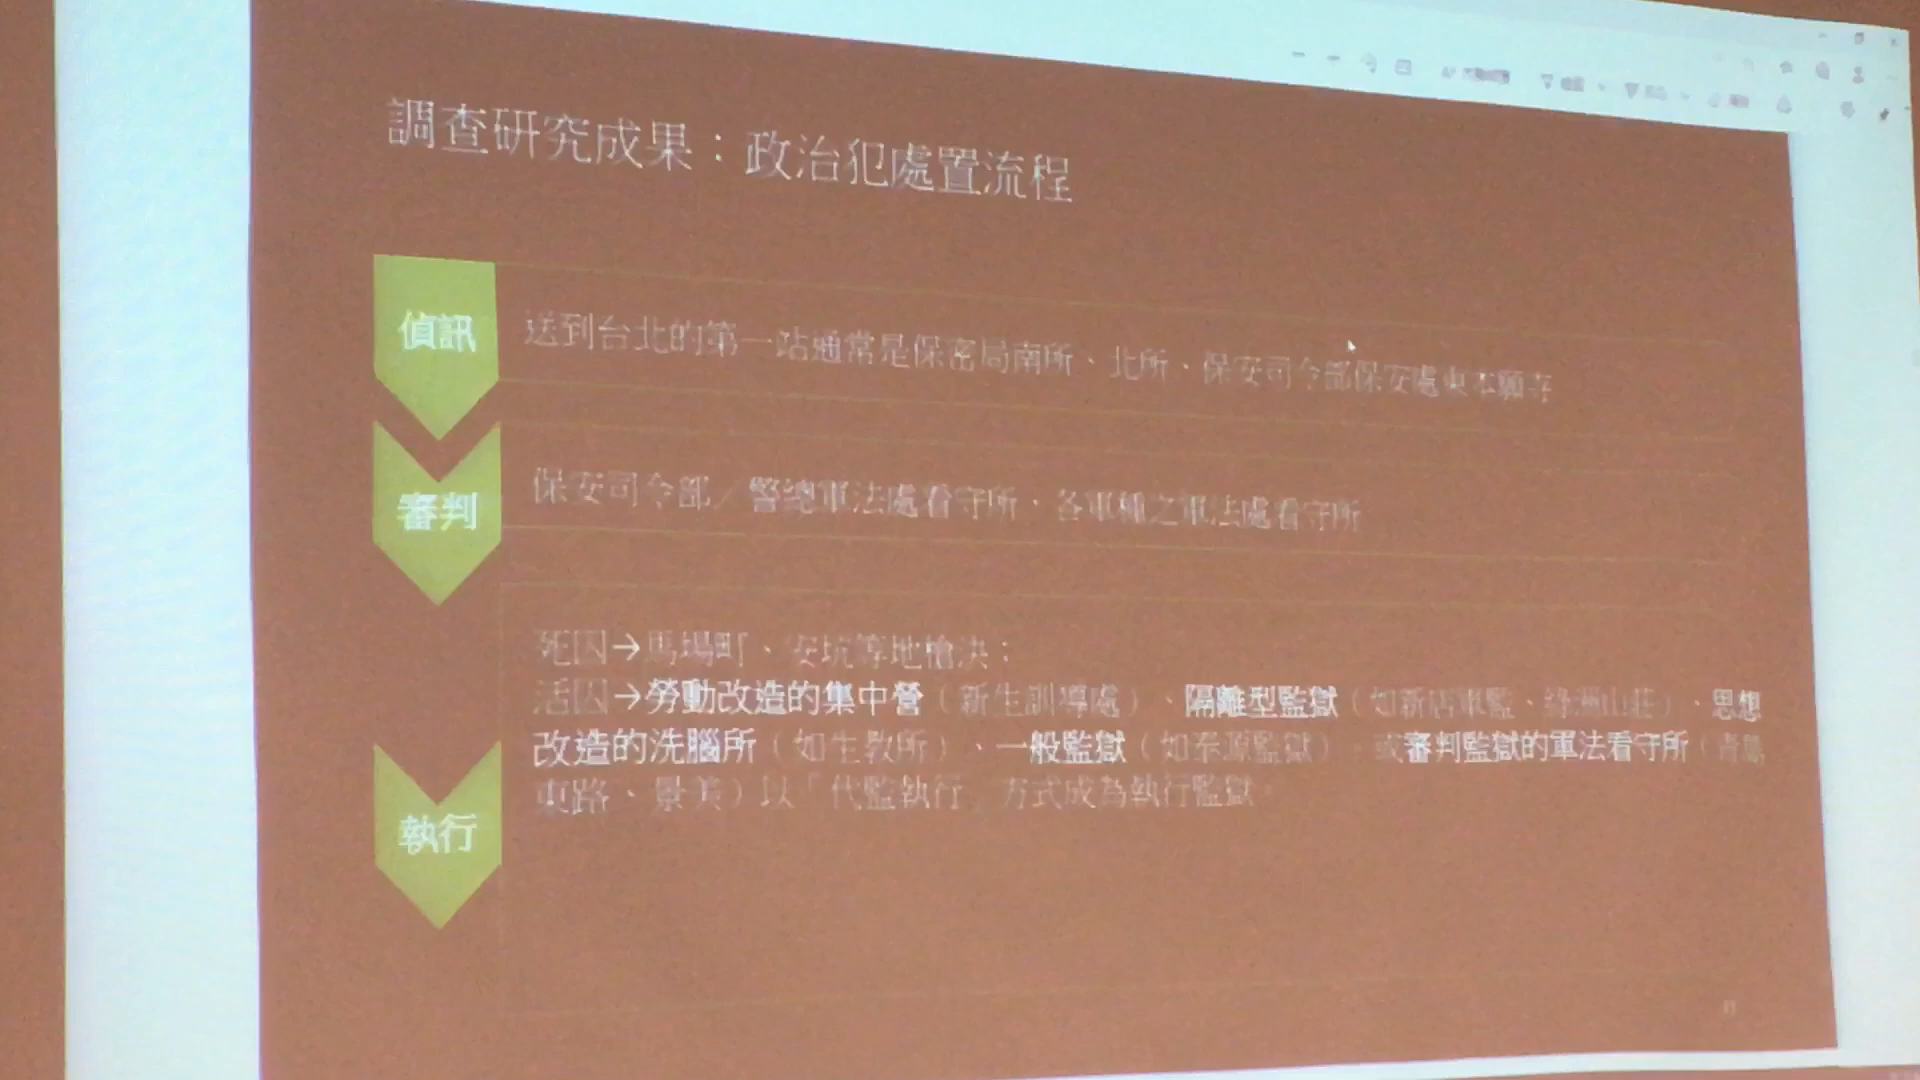 調查研究成果：政治犯處置流程
偵訊
送到台北的第一站通常是保密局南所、北所、保安司令部保安處東本願寺
審判
保安司令部／警總軍法處看守所、各軍種之軍法處看守所
死囚→馬場町、安坑等地槍決；
活囚→勞動改造的集中營（新生訓導處）、隔離型監獄（如新店軍監、綠洲山莊）、思想
改造的洗腦所（如生教所）、一般監獄（如泰源監獄），或審判監獄的軍法看守所（青島
東路、景美）以「代監執行」方式成為執行監獄。
執行